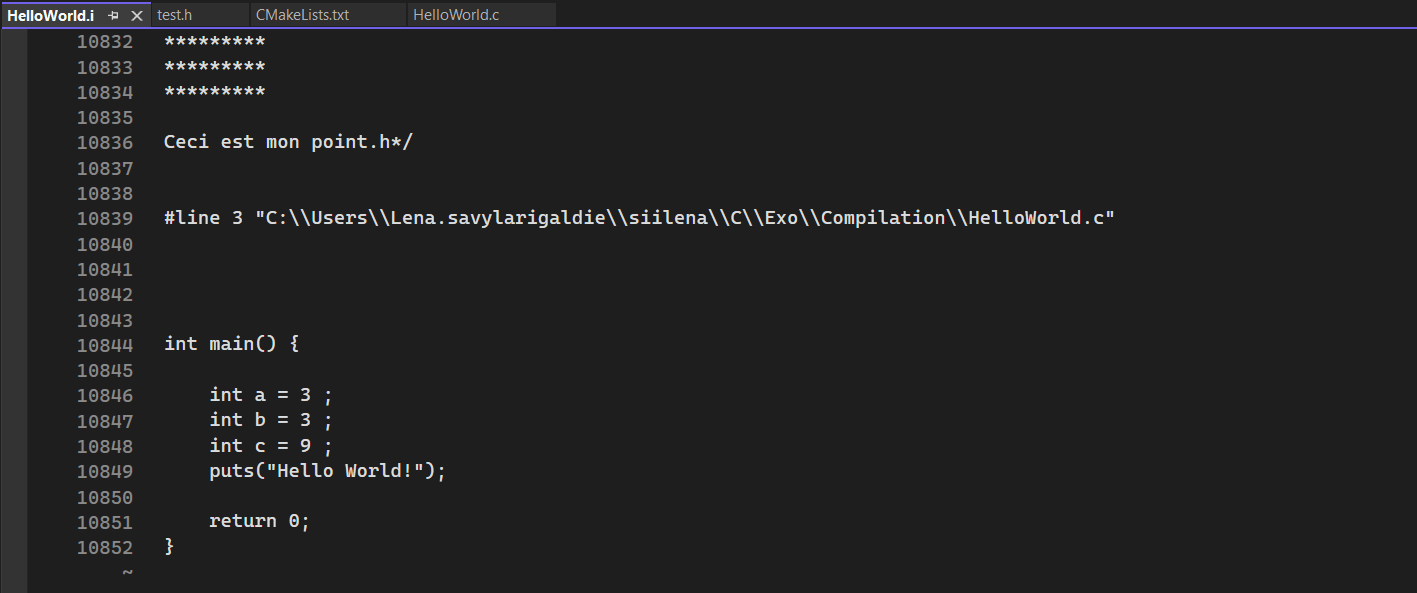 HelloWorld.i test.h CMakeLists.txt HelloWorld.c
10832 *********
10833 *********
10834 *********
10835
10836 Ceci est mon point.h*/
10837
10838
10839 #line 3 "C:\\Users\\Lena.savylarigaldie\\siilena\\C\\Exo\\Compilation\\HelloWorld.c"
10840
10841
10842
10843
10844 int main() {
10845
10846     int a = 3 ;
10847     int b = 3 ;
10848     int c = 9 ;
10849     puts("Hello World!");
10850
10851     return 0;
10852 }
~